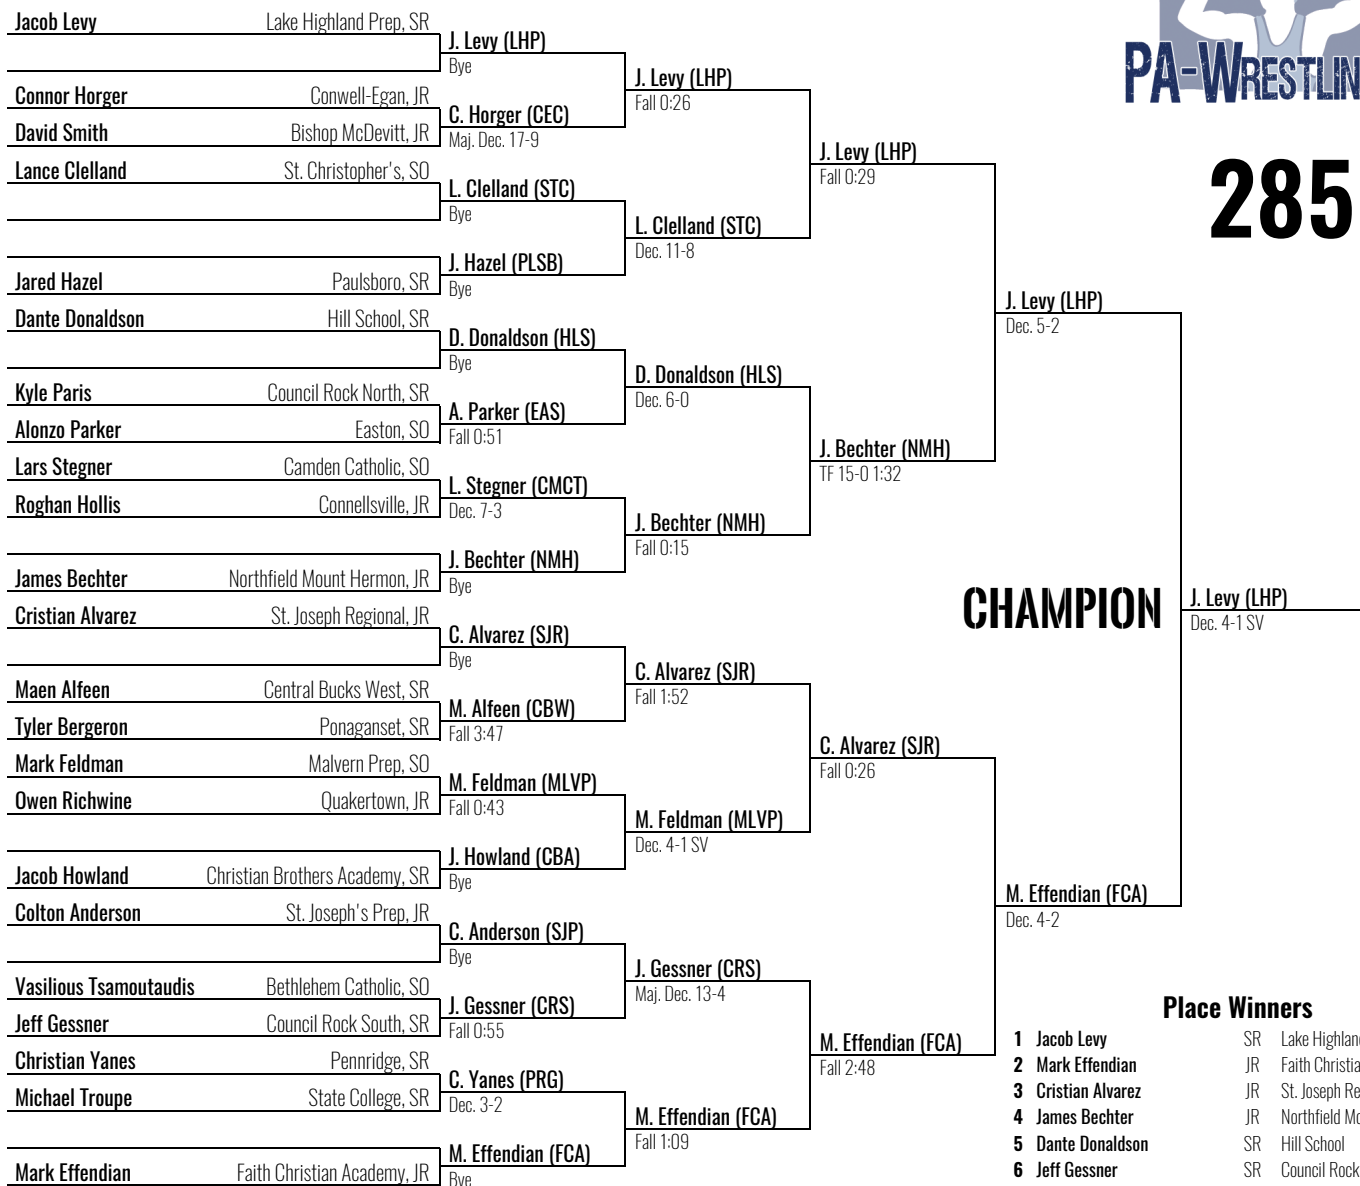 Jacob Levy Lake Highland Prep, SR
J. Levy (LHP)
Bye
Connor Horger Conwell-Egan, JR
David Smith Bishop McDevitt, JR
C. Horger (CEC)
Maj. Dec. 17-9
J. Levy (LHP)
Fall 0:26
Lance Clelland St. Christopher's, SO
L. Clelland (STC)
Bye
Jared Hazel Paulsboro, SR
J. Hazel (PLSB)
Bye
L. Clelland (STC)
Dec. 11-8
J. Levy (LHP)
Fall 0:29
Dante Donaldson Hill School, SR
D. Donaldson (HLS)
Bye
Kyle Paris Council Rock North, SR
Alonzo Parker Easton, SO
A. Parker (EAS)
Fall 0:51
D. Donaldson (HLS)
Dec. 6-0
Lars Stegner Camden Catholic, SO
Roghan Hollis Connellsville, JR
L. Stegner (CMCT)
Dec. 7-3
James Bechter Northfield Mount Hermon, JR
J. Bechter (NMH)
Bye
J. Bechter (NMH)
Fall 0:15
J. Bechter (NMH)
TF 15-0 1:32
J. Levy (LHP)
Dec. 5-2
Cristian Alvarez St. Joseph Regional, JR
C. Alvarez (SJR)
Bye
Maen Alfeen Central Bucks West, SR
Tyler Bergeron Ponaganset, SR
M. Alfeen (CBW)
Fall 3:47
C. Alvarez (SJR)
Fall 1:52
Mark Feldman Malvern Prep, SO
Owen Richwine Quakertown, JR
M. Feldman (MLVP)
Fall 0:43
Jacob Howland Christian Brothers Academy, SR
J. Howland (CBA)
Bye
M. Feldman (MLVP)
Dec. 4-1 SV
C. Alvarez (SJR)
Fall 0:26
Colton Anderson St. Joseph's Prep, JR
C. Anderson (SJP)
Bye
Vasilious Tsamoutaudis Bethlehem Catholic, SO
Jeff Gessner Council Rock South, SR
J. Gessner (CRS)
Fall 0:55
J. Gessner (CRS)
Maj. Dec. 13-4
Christian Yanes Pennridge, SR
Michael Troupe State College, SR
C. Yanes (PRG)
Dec. 3-2
Mark Effendian Faith Christian Academy, JR
M. Effendian (FCA)
Bye
M. Effendian (FCA)
Fall 1:09
M. Effendian (FCA)
Fall 2:48
M. Effendian (FCA)
Dec. 4-2
CHAMPION
J. Levy (LHP)
Dec. 4-1 SV
PA-WRESTLIN
285
Place Winners
1 Jacob Levy SR Lake Highlan
2 Mark Effendian JR Faith Christia
3 Cristian Alvarez JR St. Joseph Re
4 James Bechter JR Northfield Mo
5 Dante Donaldson SR Hill School
6 Jeff Gessner SR Council Rock